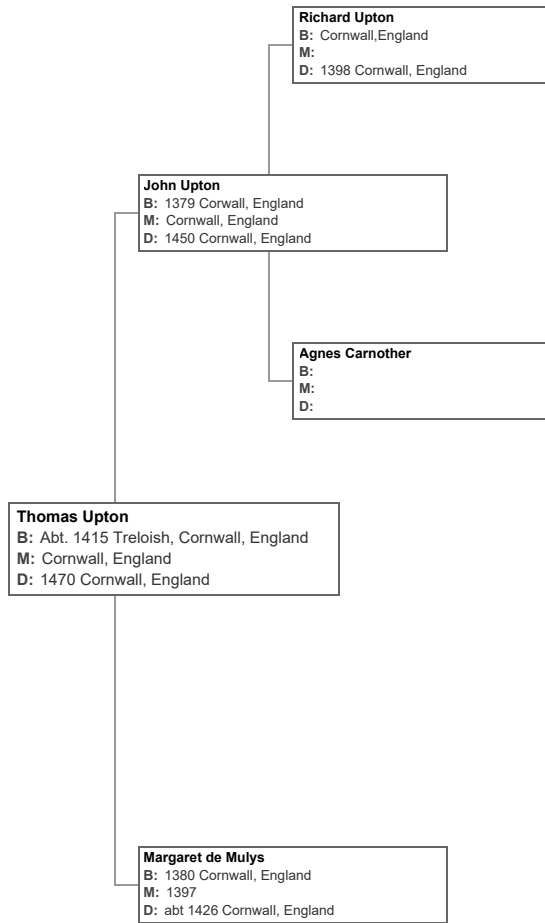 Richard Upton
B: Cornwall,England
M:
D: 1398 Cornwall, England
John Upton
B: 1379 Corwall, England
M: Cornwall, England
D: 1450 Cornwall, England
Agnes Carnother
B:
M:
D:
Thomas Upton
B: Abt. 1415 Treloish, Cornwall, England
M: Cornwall, England
D: 1470 Cornwall, England
Margaret de Mulys
B: 1380 Cornwall, England
M: 1397
D: abt 1426 Cornwall, England